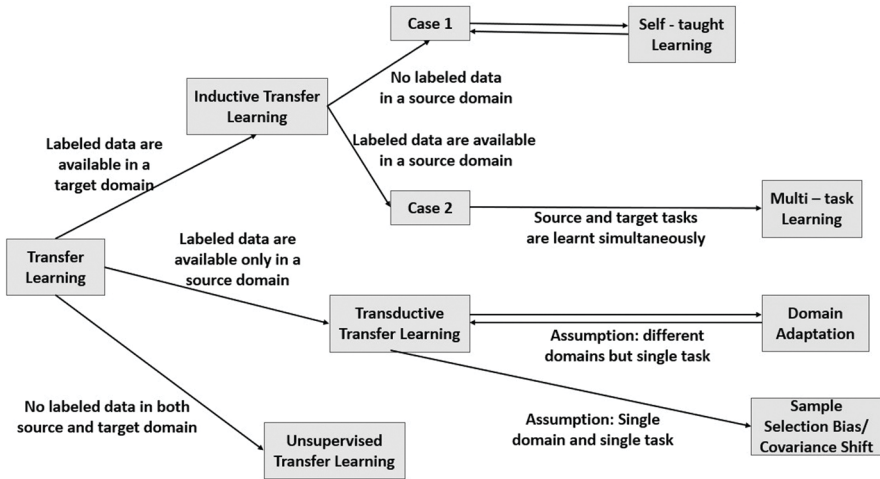 Case 1
Self - taught
Learning
No labeled data
in a source domain
Inductive Transfer
Learning
Labeled data are
available in a
target domain
Labeled data are available
in a source domain
Case 2
Multi – task
Learning
Source and target tasks
are learnt simultaneously
Transfer
Learning
Labeled data are
available only in a
source domain
Transductive
Transfer Learning
Domain
Adaptation
Assumption: different
domains but single task
No labeled data in both
source and target domain
Unsupervised
Transfer Learning
Assumption: Single
domain and single task
Sample
Selection Bias/
Covariance Shift